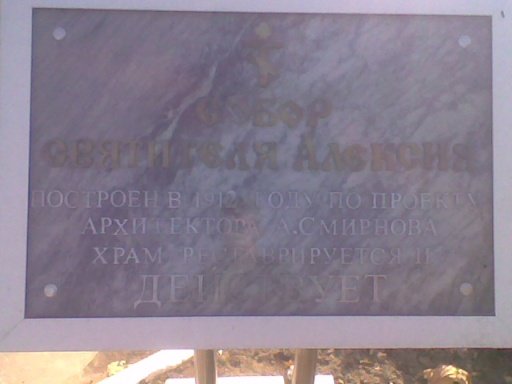 СОБОР
СВЯТИТЕЛЯ АЛЕКСИЯ
ПОСТРОЕН В 1912 ГОДУ ПО ПРОЕКТУ
АРХИТЕКТОРА А.СМИРНОВА
ХРАМ РЕСТАВРИРУЕТСЯ И
ДЕЙСТВУЕТ